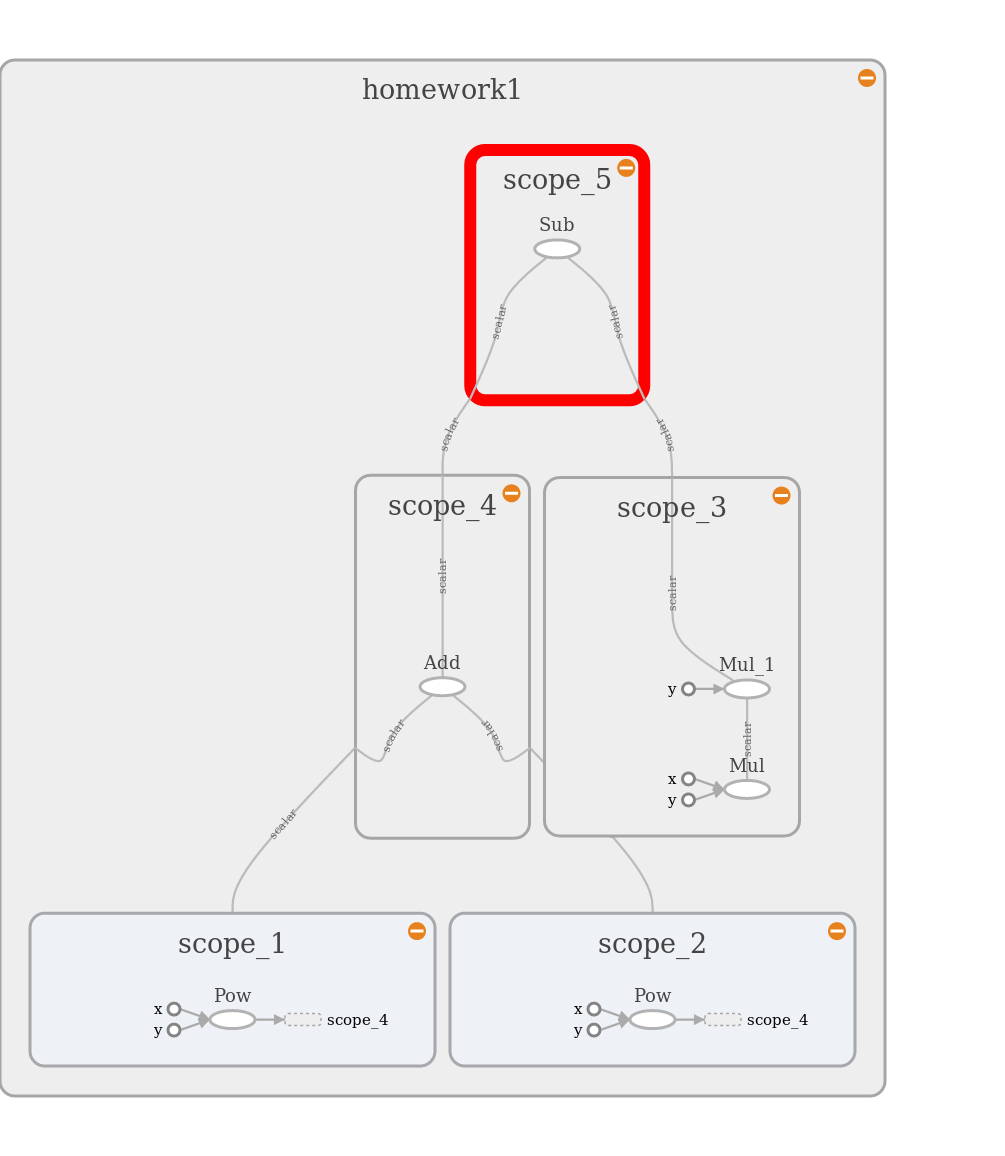 homework1
scope_5
Sub
scalar
scalar
scalar
scalar
scope_4
scope_3
scalar
scalar
Add
Mul_1
y
scalar
scalar
scalar
Mul
x
y
scalar
scope_1
scope_2
Pow
x
y
scope_4
Pow
x
y
scope_4